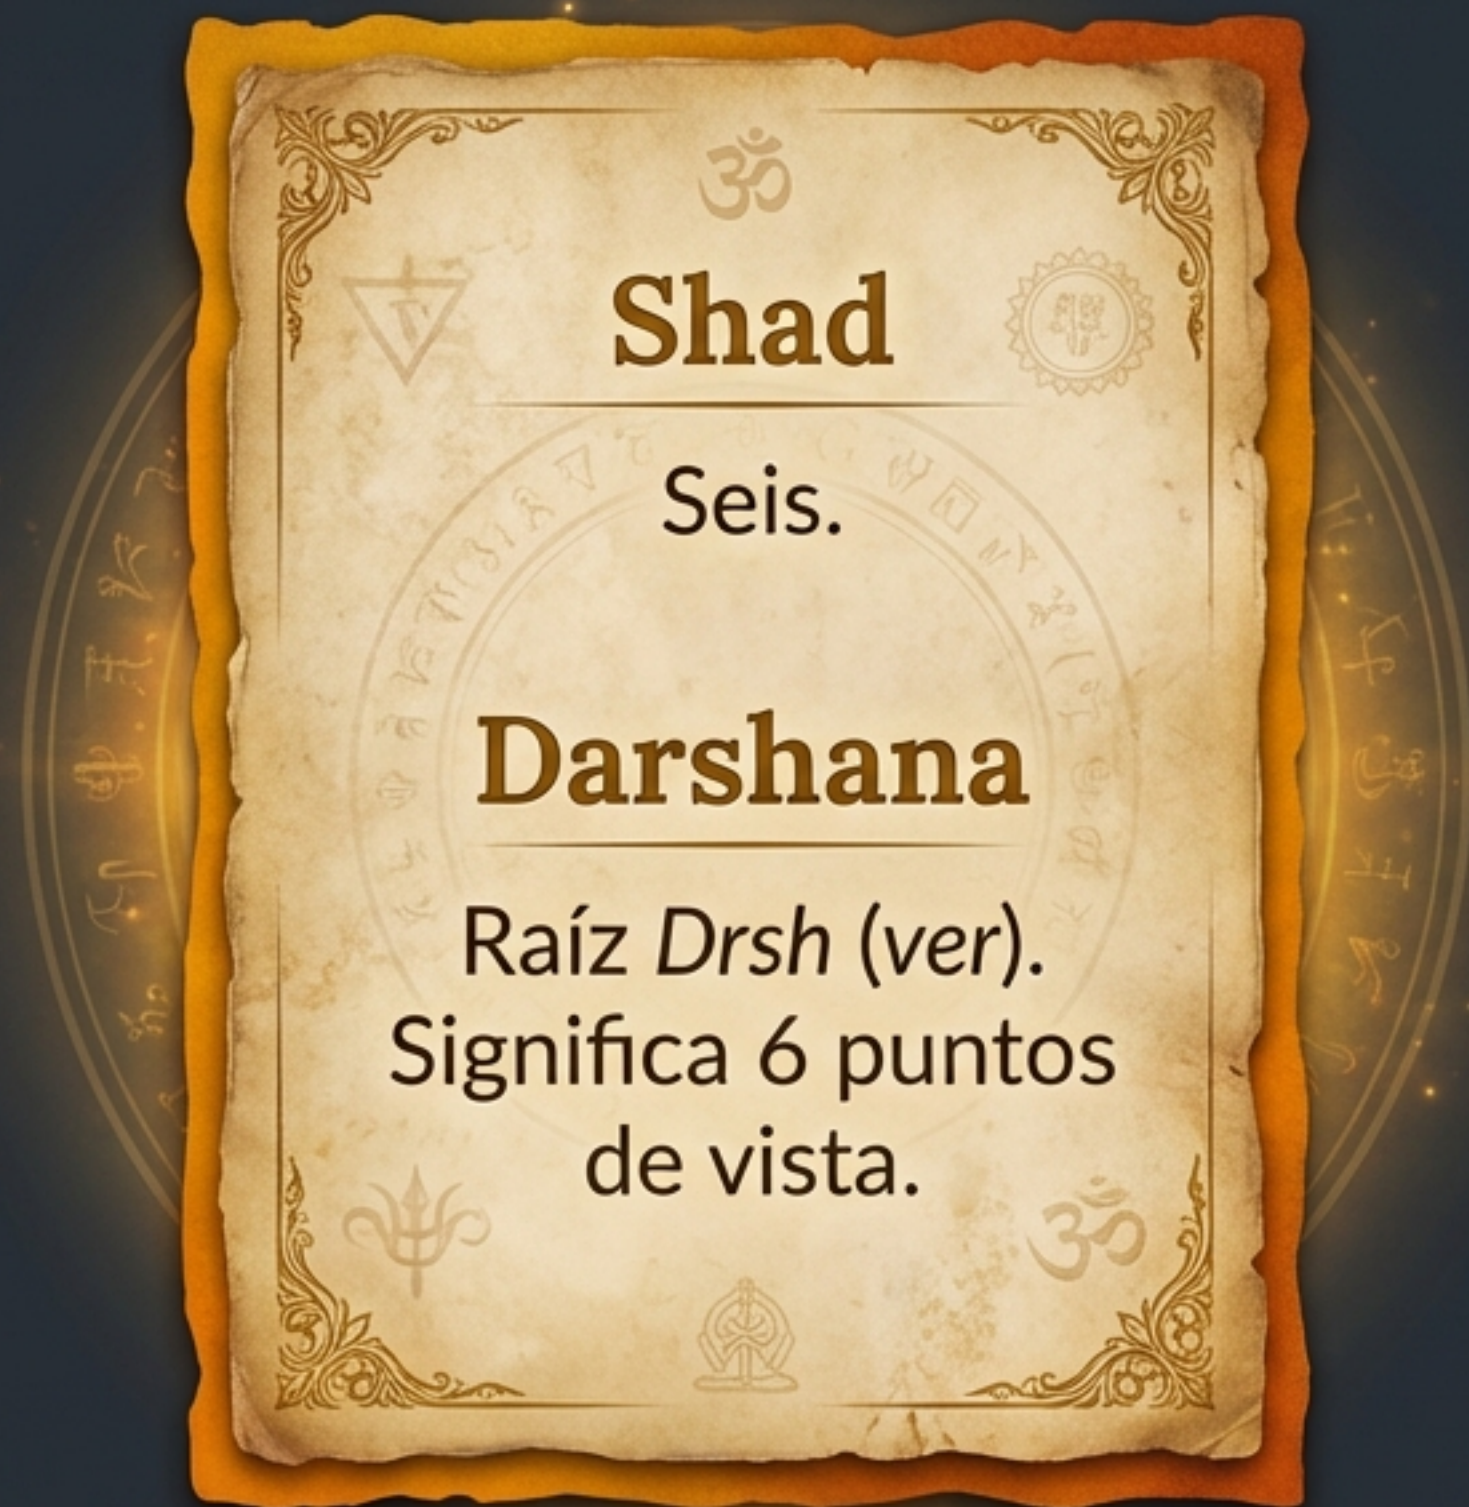 ॐ
Shad
Seis.
Darshana
Raíz Drsh (ver).
Significa 6 puntos
de vista.
ॐ